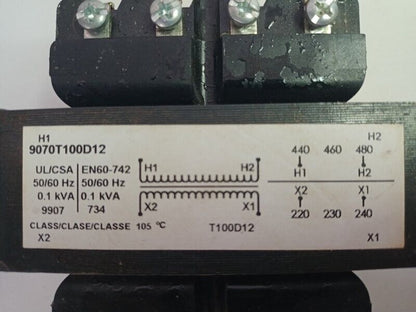 H1 H2
9070T100D12
UL/CSA EN60-742
50/60 Hz 50/60 Hz
0.1 kVA 0.1 kVA
9907 734
CLASS/CLASE/CLASSE 105 °C
H1 H2
X2 X1
T100D12
440 460 480
H1 H2
X2 X1
220 230 240
X2 X1